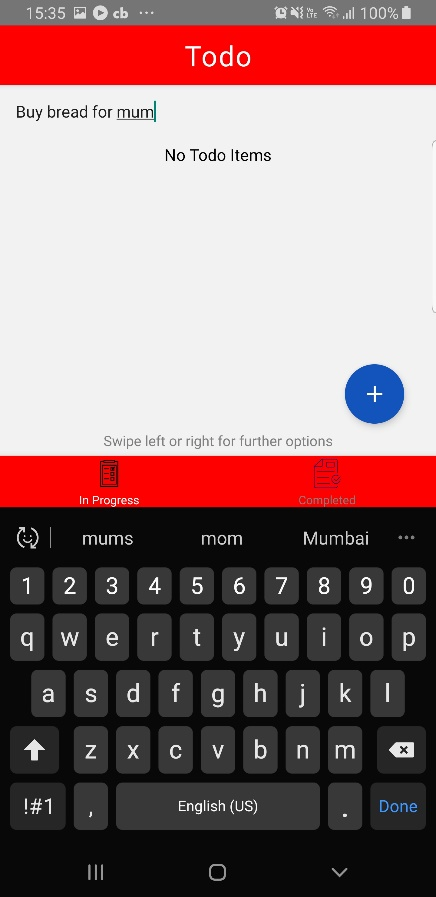 15:35 cb ... Vo LTE 100%
Todo
Buy bread for mum
No Todo Items
+
Swipe left or right for further options
In Progress Completed
mums mom Mumbai ...
1 2 3 4 5 6 7 8 9 0
q w e r t y u i o p
a s d f g h j k l
z x c v b n m
!#1 , English (US) . Done